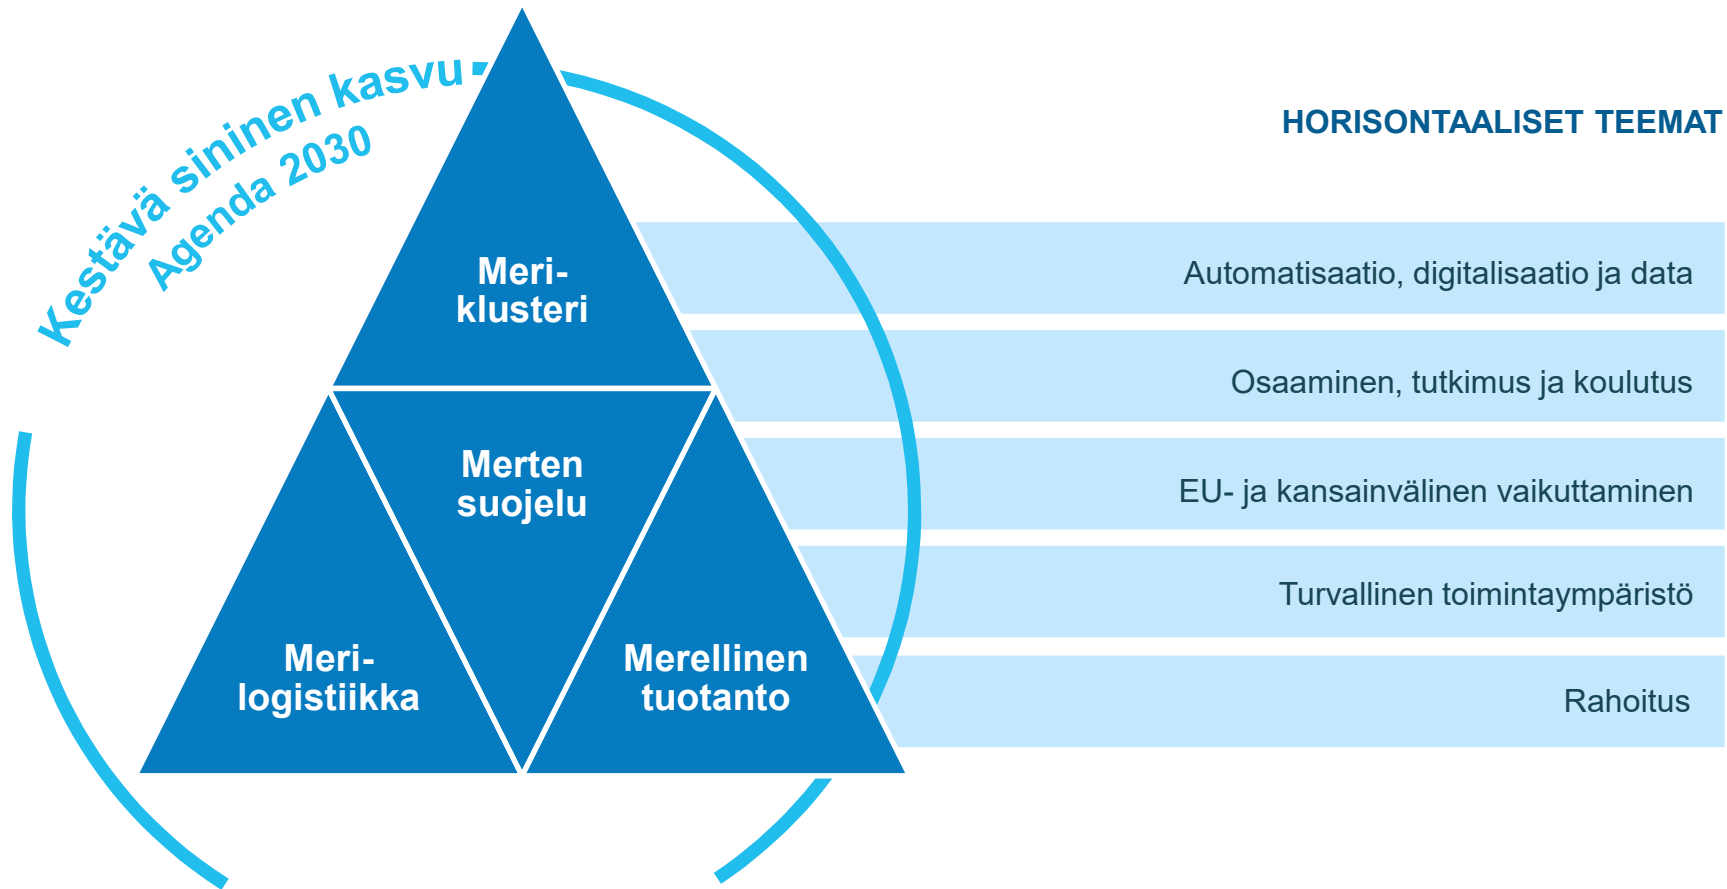 Kestävä sininen kasvu
Agenda 2030
HORISONTAALISET TEEMAT
Meri-
klusteri
Merten
suojelu
Meri-
logistiikka
Merellinen
tuotanto
Automatisaatio, digitalisaatio ja data
Osaaminen, tutkimus ja koulutus
EU- ja kansainvälinen vaikuttaminen
Turvallinen toimintaympäristö
Rahoitus